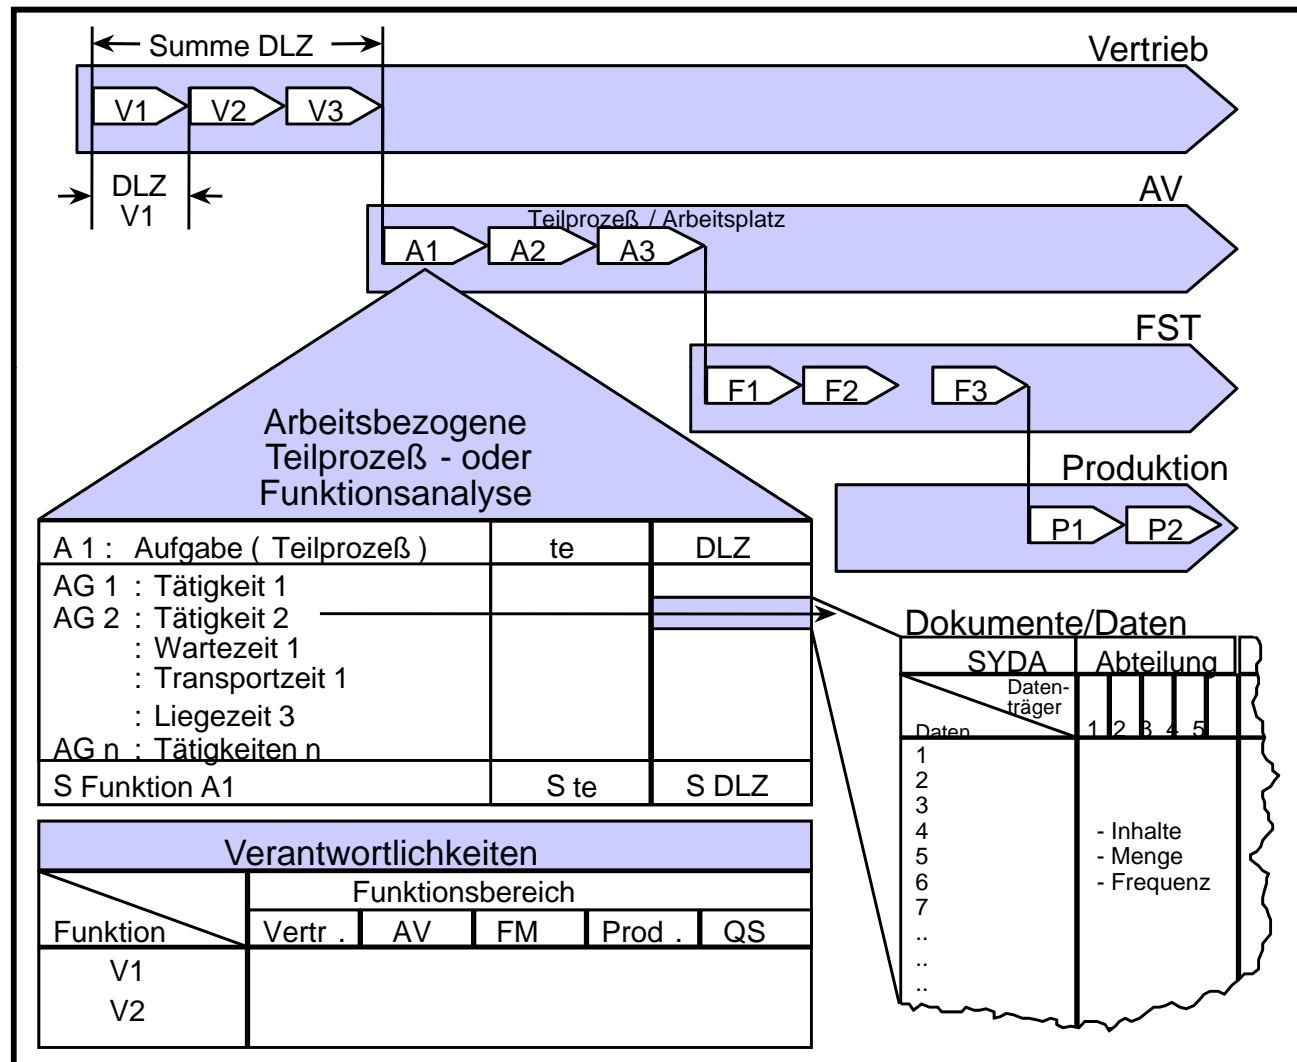 Summe DLZ
Vertrieb
V1 V2 V3
DLZ
V1
AV
Teilprozeß / Arbeitsplatz
A1 A2 A3
FST
F1 F2 F3
Arbeitsbezogene
Teilprozeß - oder
Funktionsanalyse
Produktion
P1 P2
A 1 : Aufgabe ( Teilprozeß ) te DLZ
AG 1 : Tätigkeit 1
AG 2 : Tätigkeit 2
: Wartezeit 1
: Transportzeit 1
: Liegezeit 3
AG n : Tätigkeiten n
S Funktion A1 S te S DLZ
Dokumente/Daten
SYDA Abteilung
Daten-
träger
Daten 1 2 3 4 5
1
2
3
4 - Inhalte
5 - Menge
6 - Frequenz
7
..
..
..
Verantwortlichkeiten
Funktionsbereich
Funktion Vertr . AV FM Prod . QS
V1
V2